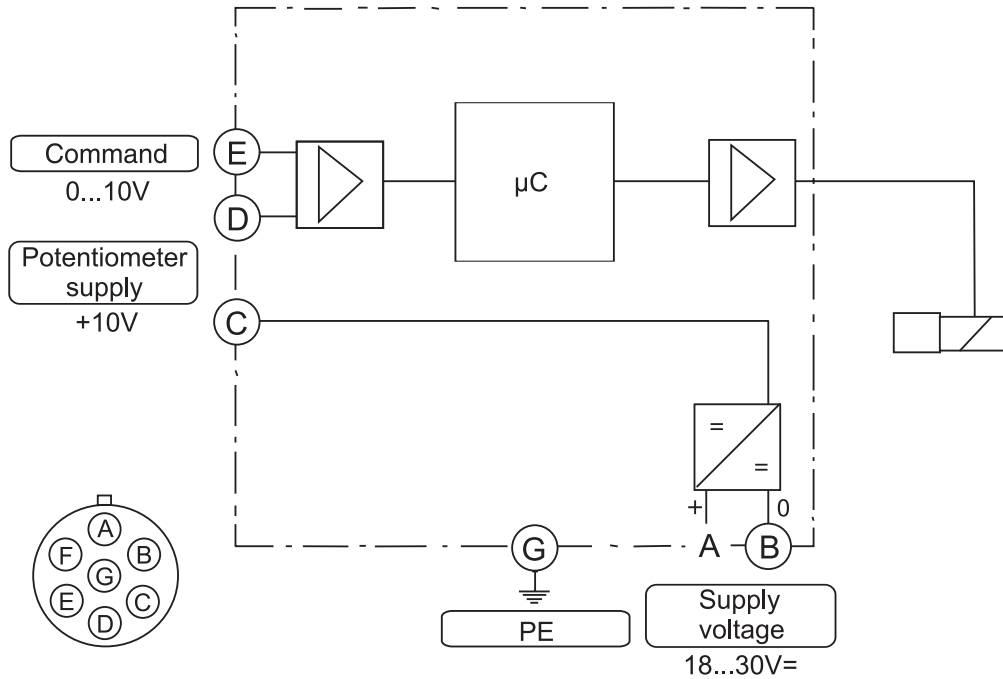 Command
0...10V
E
D
µC
Potentiometer
supply
+10V
C
=
=
+
0
A
B
G
PE
Supply
voltage
18...30V=
A
F
B
G
E
C
D